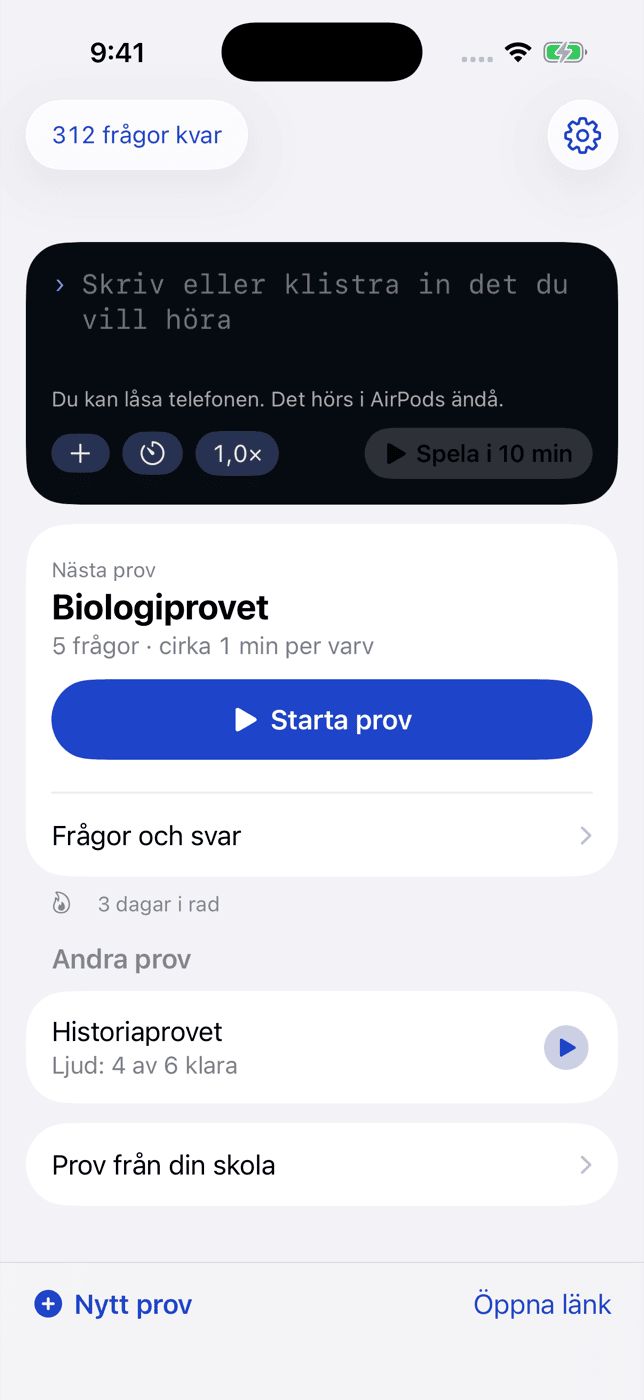 9:41
312 frågor kvar
› Skriv eller klistra in det du
vill höra
Du kan låsa telefonen. Det hörs i AirPods ändå.
1,0×
Spela i 10 min
Nästa prov
Biologiprovet
5 frågor · cirka 1 min per varv
Starta prov
Frågor och svar
3 dagar i rad
Andra prov
Historiaprovet
Ljud: 4 av 6 klara
Prov från din skola
Nytt prov
Öppna länk